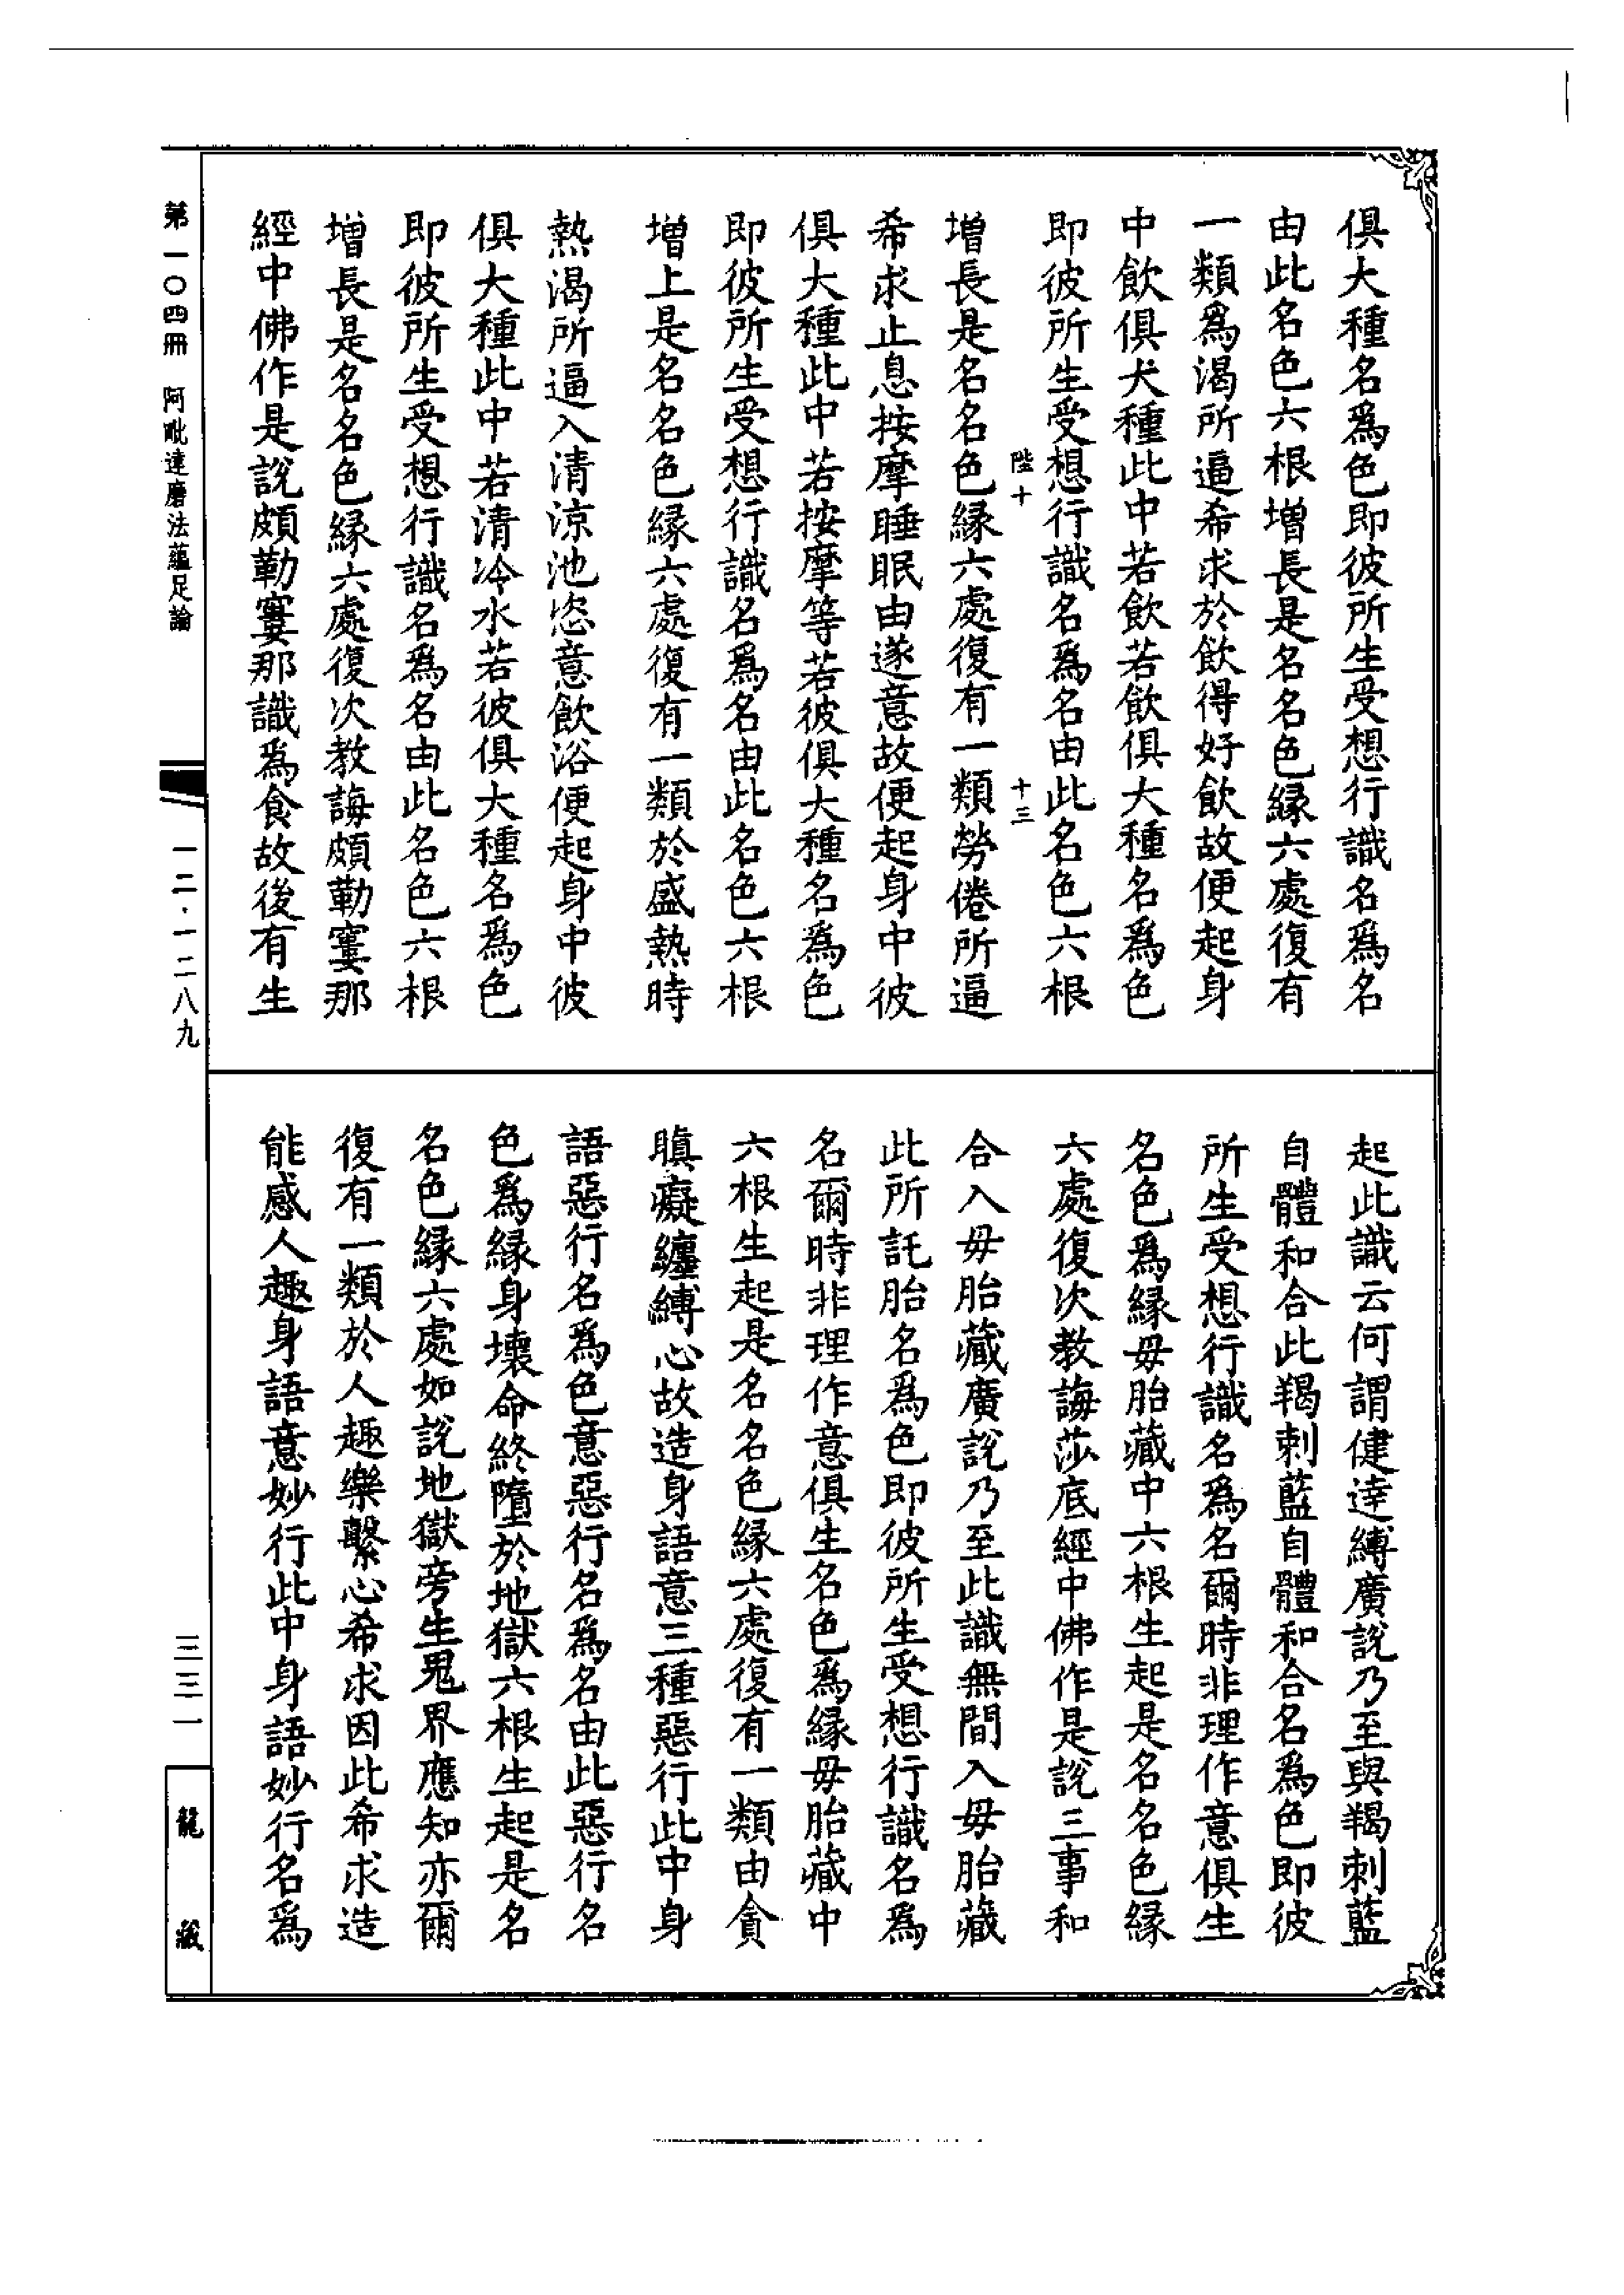 俱大種名爲色即彼所生受想行識名爲名
由此名色六根增長是名名色緣六處復有
一類爲渴所逼希求於飲得好飲故便起身
中飲俱大種此中若飲若飲俱大種名爲色
即彼所生受想行識名爲名由此名色六根
陛十 十三
增長是名名色緣六處復有一類勞倦所逼
希求止息按摩睡眠由遂意故便起身中彼
俱大種此中若按摩等若彼俱大種名爲色
即彼所生受想行識名爲名由此名色六根
增上是名名色緣六處復有一類於盛熱時
熱渴所逼入清涼池恣意飲浴便起身中彼
俱大種此中若清冷水若彼俱大種名爲色
即彼所生受想行識名爲名由此名色六根
增長是名名色緣六處復次教誨頗勒窶那
經中佛作是說頗勒窶那識爲食故後有生
起此識云何謂健達縛廣說乃至與羯刺藍
自體和合此羯刺藍自體和合名爲色即彼
所生受想行識名爲名爾時非理作意俱生
名色爲緣毋胎藏中六根生起是名名色緣
六處復次教誨莎底經中佛作是說三事和
合入毋胎藏廣說乃至此識無間入毋胎藏
此所託胎名爲色即彼所生受想行識名爲
名爾時非理作意俱生名色爲緣毋胎藏中
六根生起是名名色緣六處復有一類由貪
瞋癡纏縛心故造身語意三種惡行此中身
語惡行名爲色意惡行名爲名由此惡行名
色爲緣身壞命終墮於地獄六根生起是名
名色緣六處如說地獄旁生鬼界應知亦爾
復有一類於人趣樂繫心希求因此希求造
能感人趣身語意妙行此中身語妙行名爲
第一〇四冊 阿毗達磨法蘊足論
一二·一二八九
三三一
龍藏